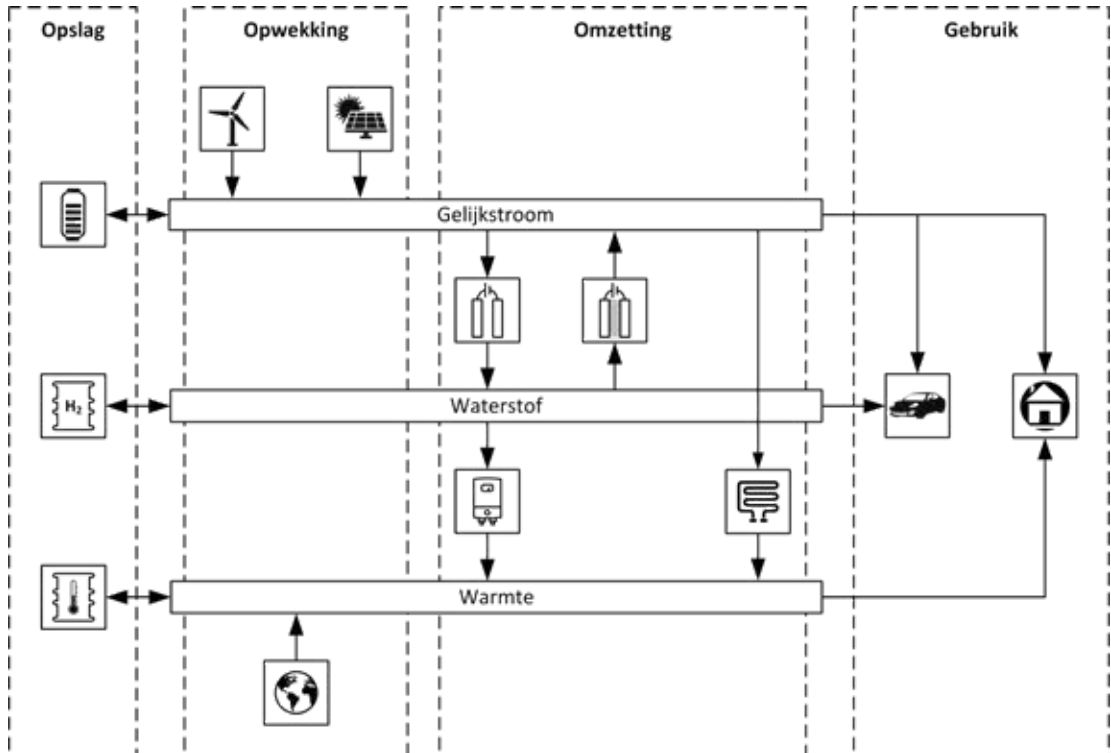 Opslag
Opwekking
Omzetting
Gebruik
Gelijkstroom
Waterstof
H₂
Warmte